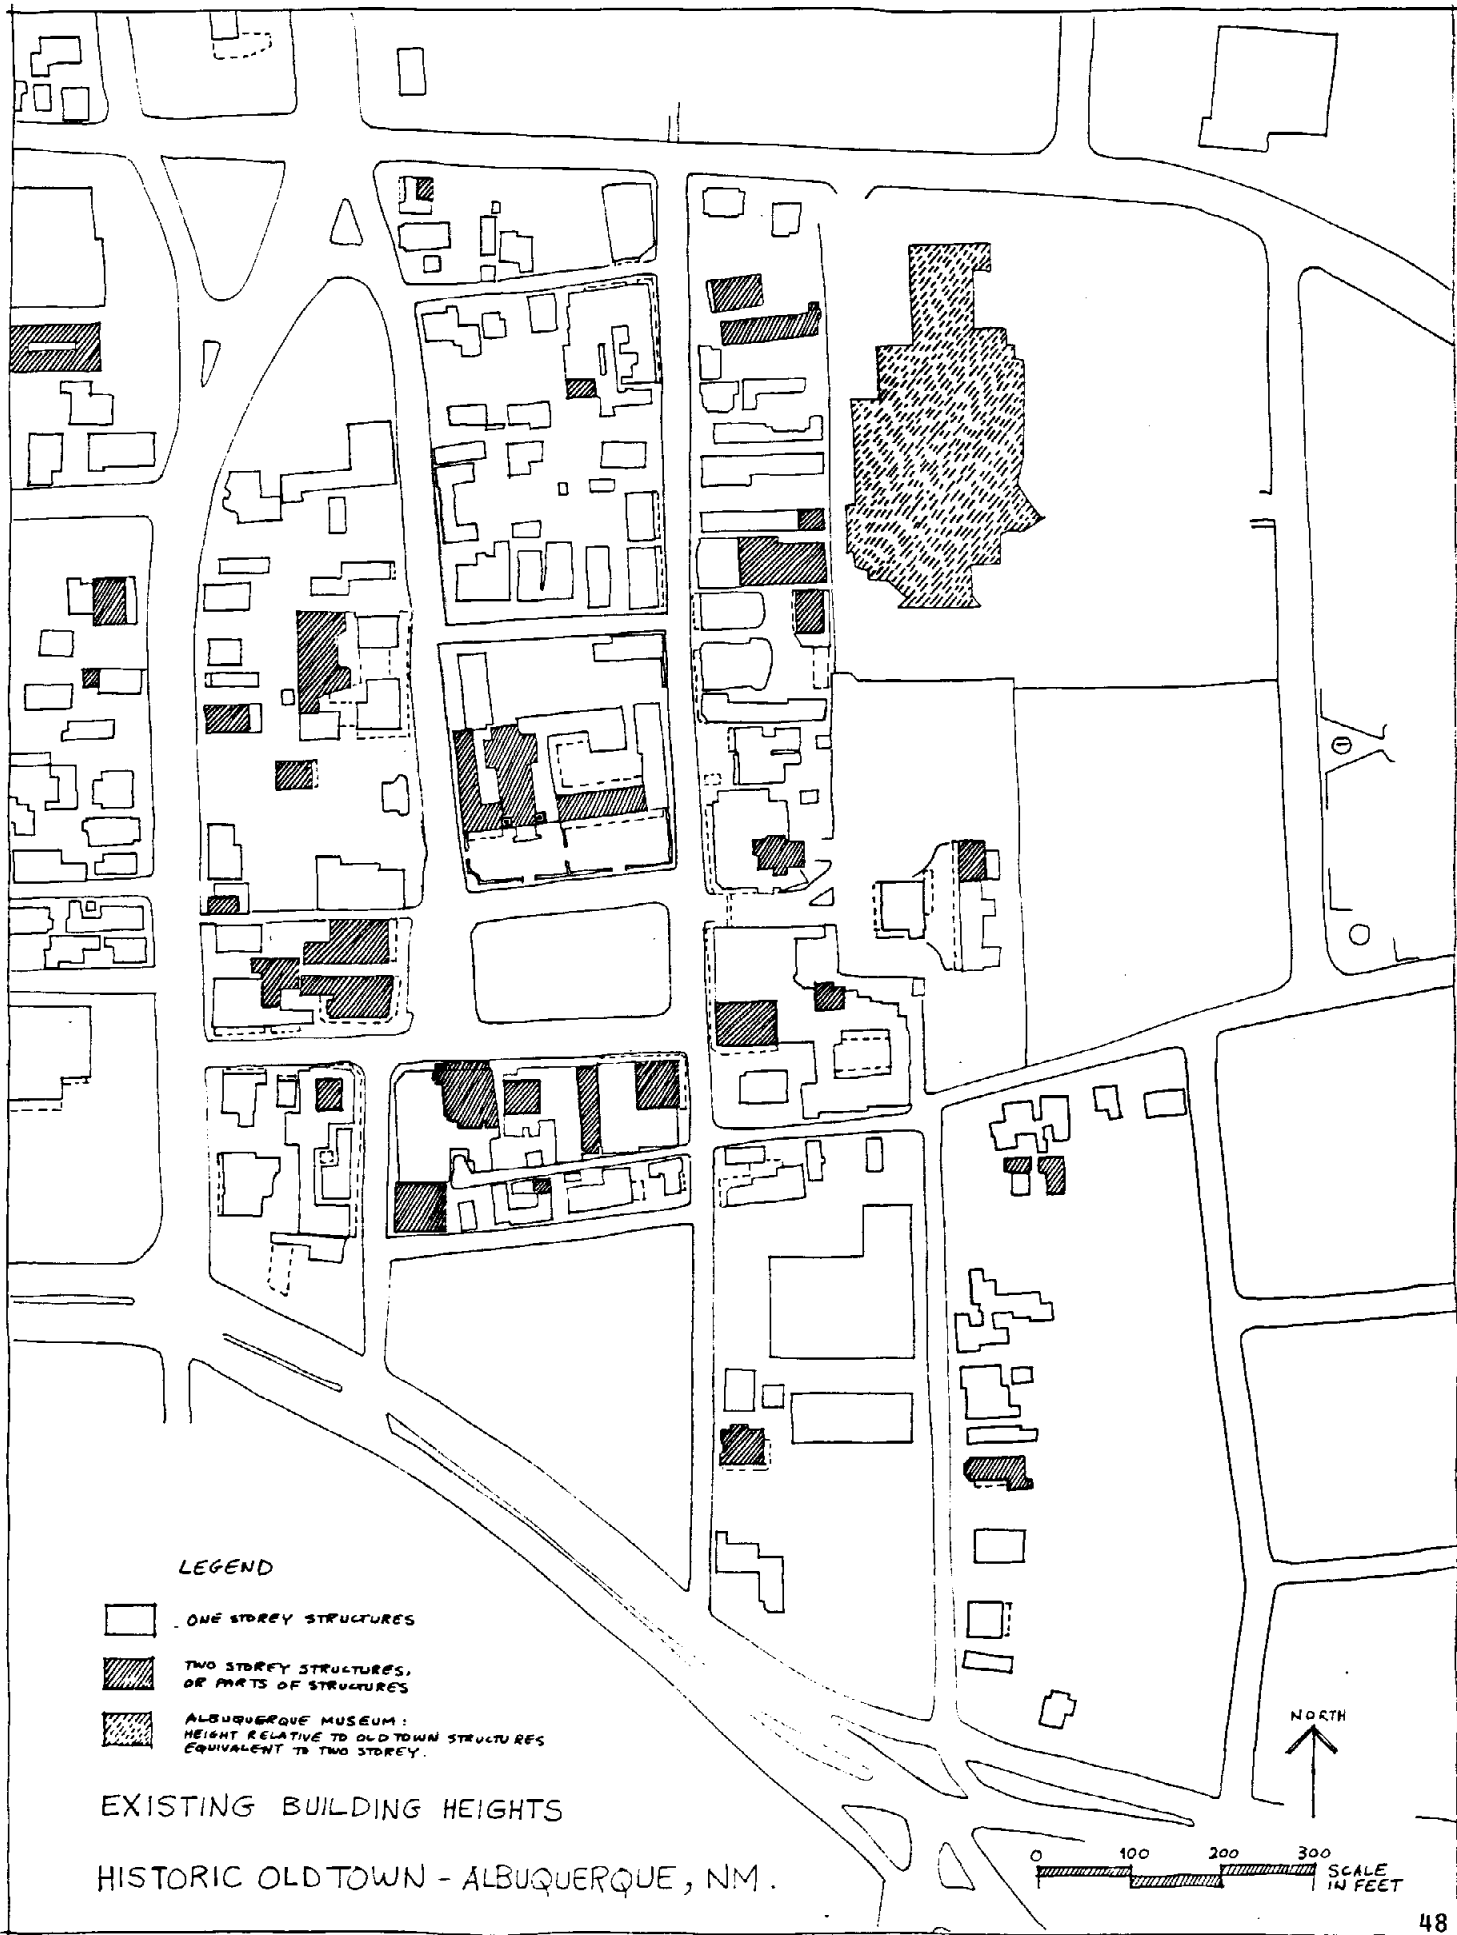 LEGEND
ONE STOREY STRUCTURES
TWO STOREY STRUCTURES,
OR PARTS OF STRUCTURES
ALBUQUERQUE MUSEUM:
HEIGHT RELATIVE TO OLD TOWN STRUCTURES
EQUIVALENT TO TWO STOREY.
EXISTING BUILDING HEIGHTS
HISTORIC OLD TOWN - ALBUQUERQUE, NM.
NORTH
0 100 200 300
SCALE
IN FEET
48